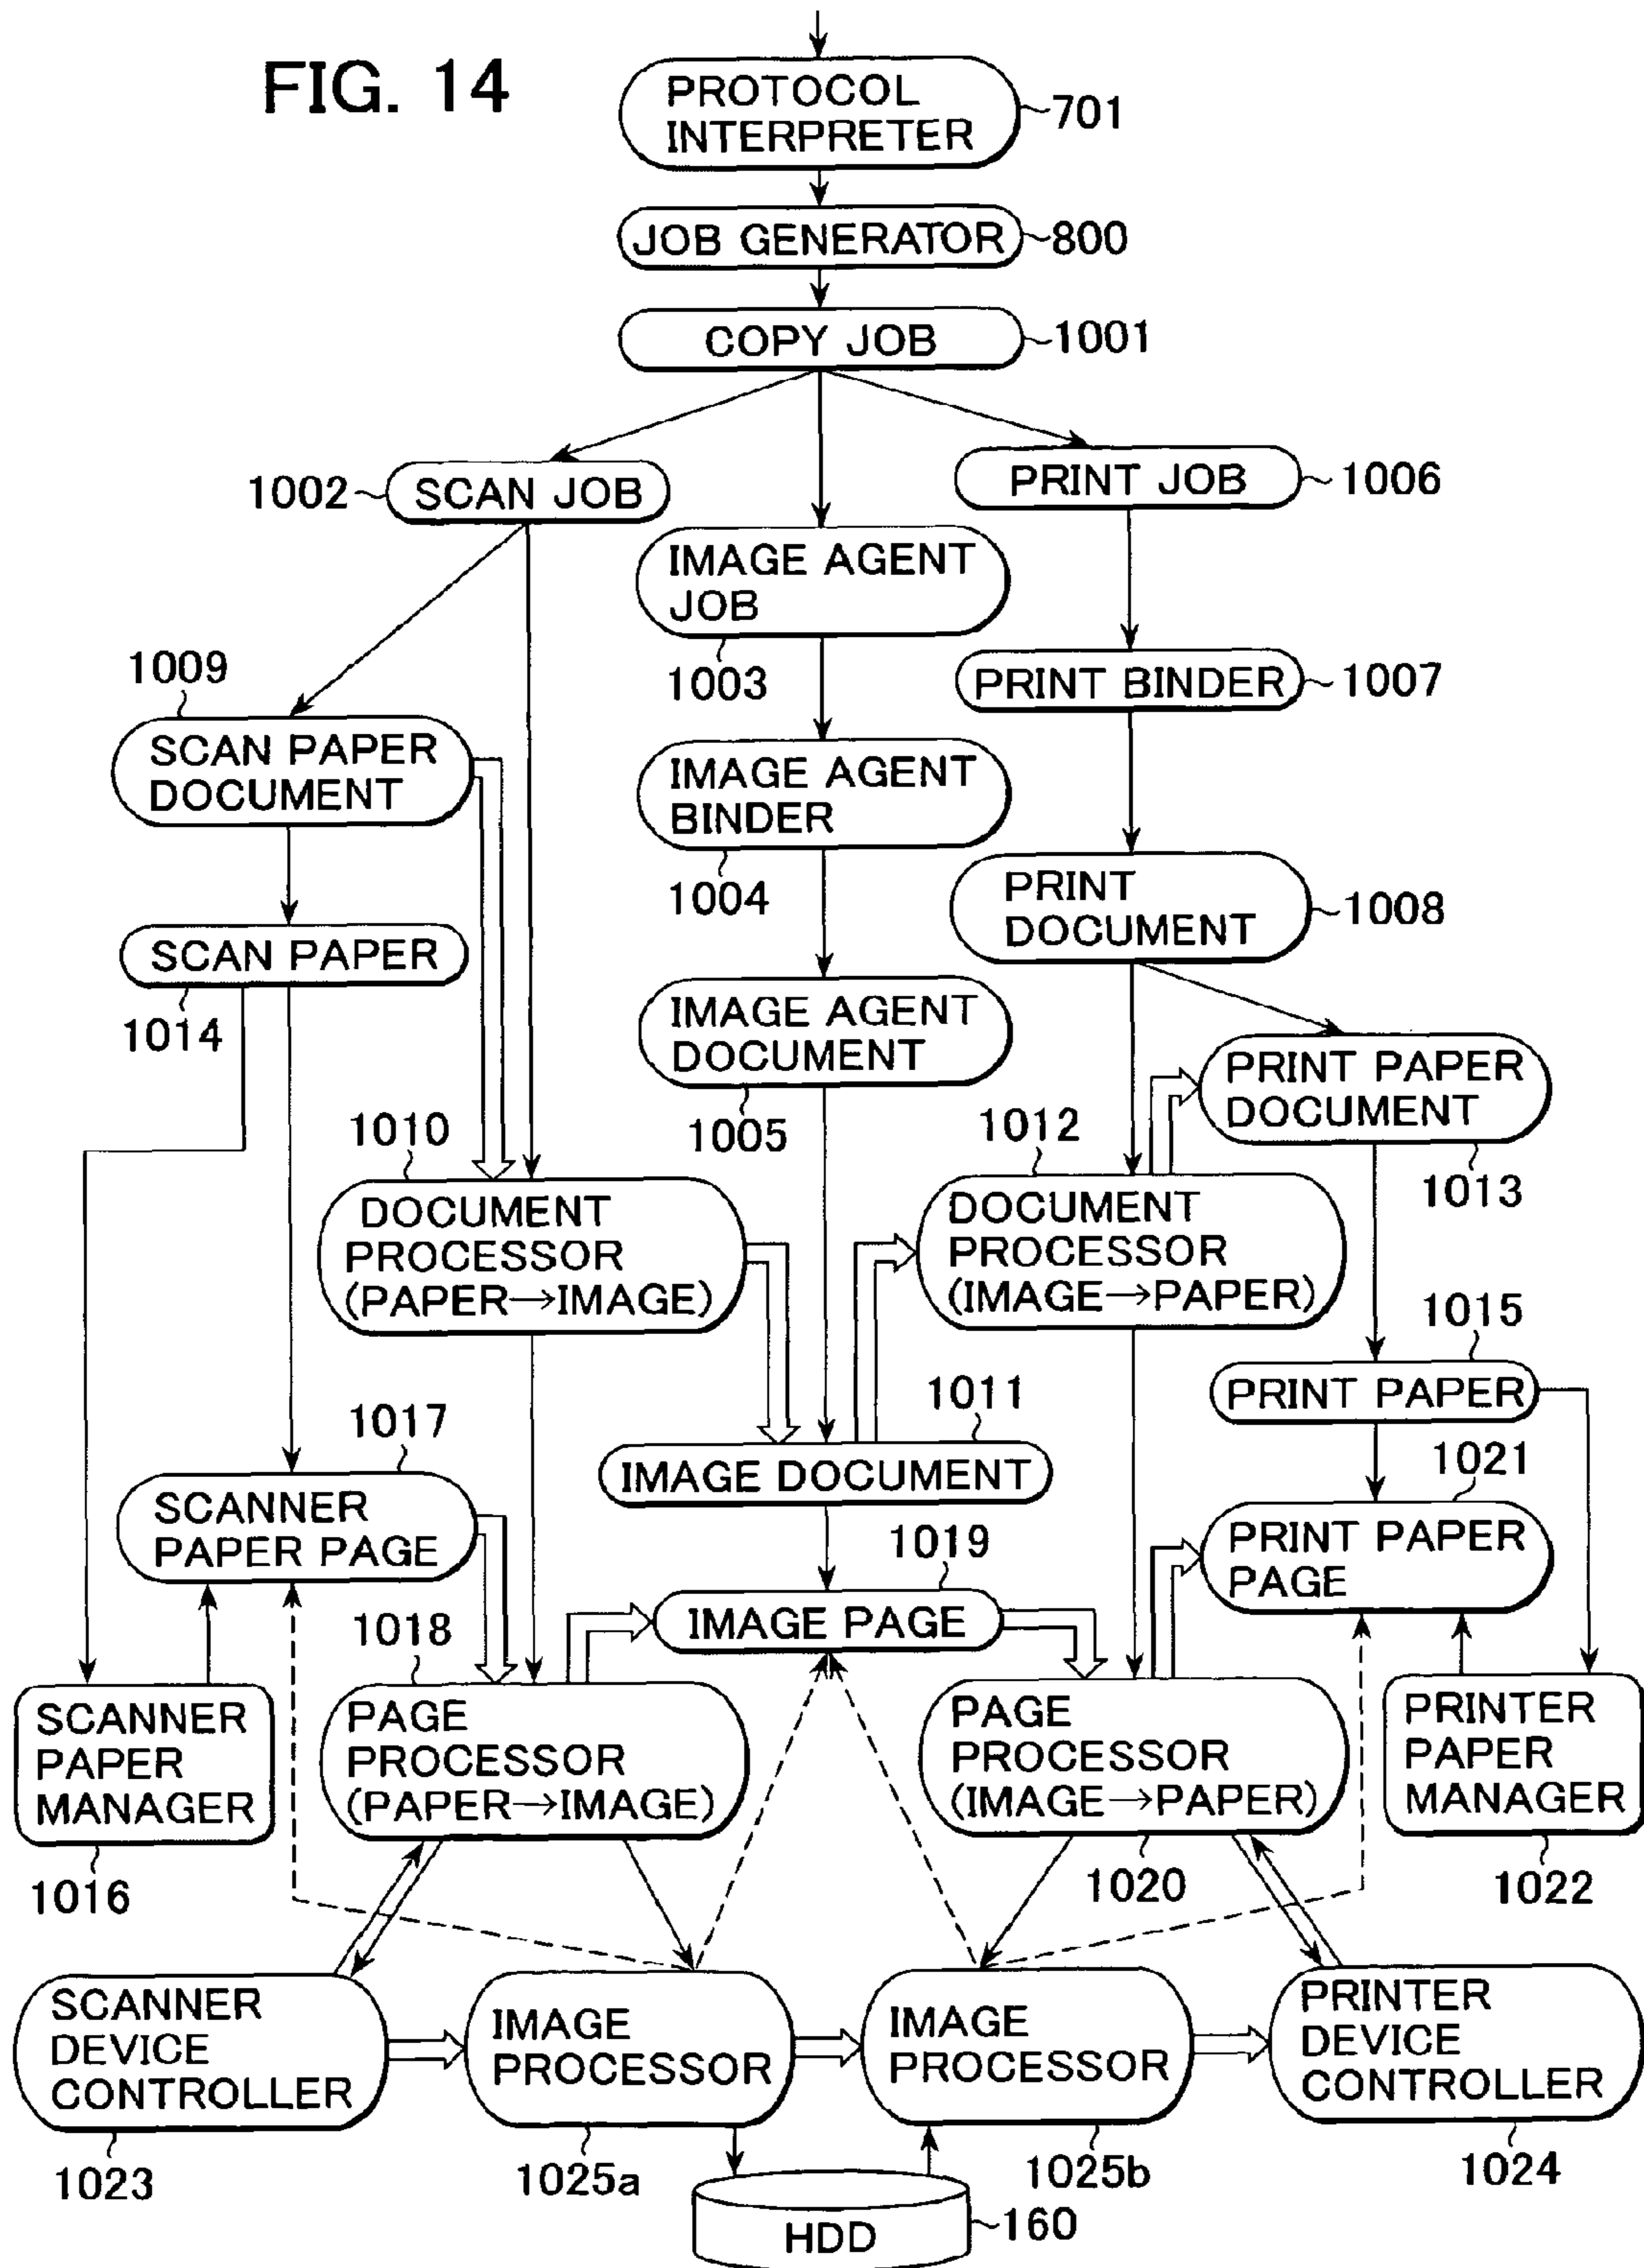 FIG. 14
PROTOCOL
INTERPRETER
701
JOB GENERATOR
800
COPY JOB
1001
1002
SCAN JOB
PRINT JOB
1006
IMAGE AGENT
JOB
1003
1009
PRINT BINDER
1007
SCAN PAPER
DOCUMENT
IMAGE AGENT
BINDER
1004
PRINT
DOCUMENT
1008
SCAN PAPER
1014
IMAGE AGENT
DOCUMENT
1005
PRINT PAPER
DOCUMENT
1013
1010
1012
DOCUMENT
PROCESSOR
(PAPER→IMAGE)
DOCUMENT
PROCESSOR
(IMAGE→PAPER)
1015
PRINT PAPER
1011
IMAGE DOCUMENT
1017
SCANNER
PAPER PAGE
1021
PRINT PAPER
PAGE
1019
IMAGE PAGE
1018
SCANNER
PAPER
MANAGER
1016
PAGE
PROCESSOR
(PAPER→IMAGE)
PAGE
PROCESSOR
(IMAGE→PAPER)
1020
PRINTER
PAPER
MANAGER
1022
SCANNER
DEVICE
CONTROLLER
1023
IMAGE
PROCESSOR
1025a
IMAGE
PROCESSOR
1025b
PRINTER
DEVICE
CONTROLLER
1024
HDD
160